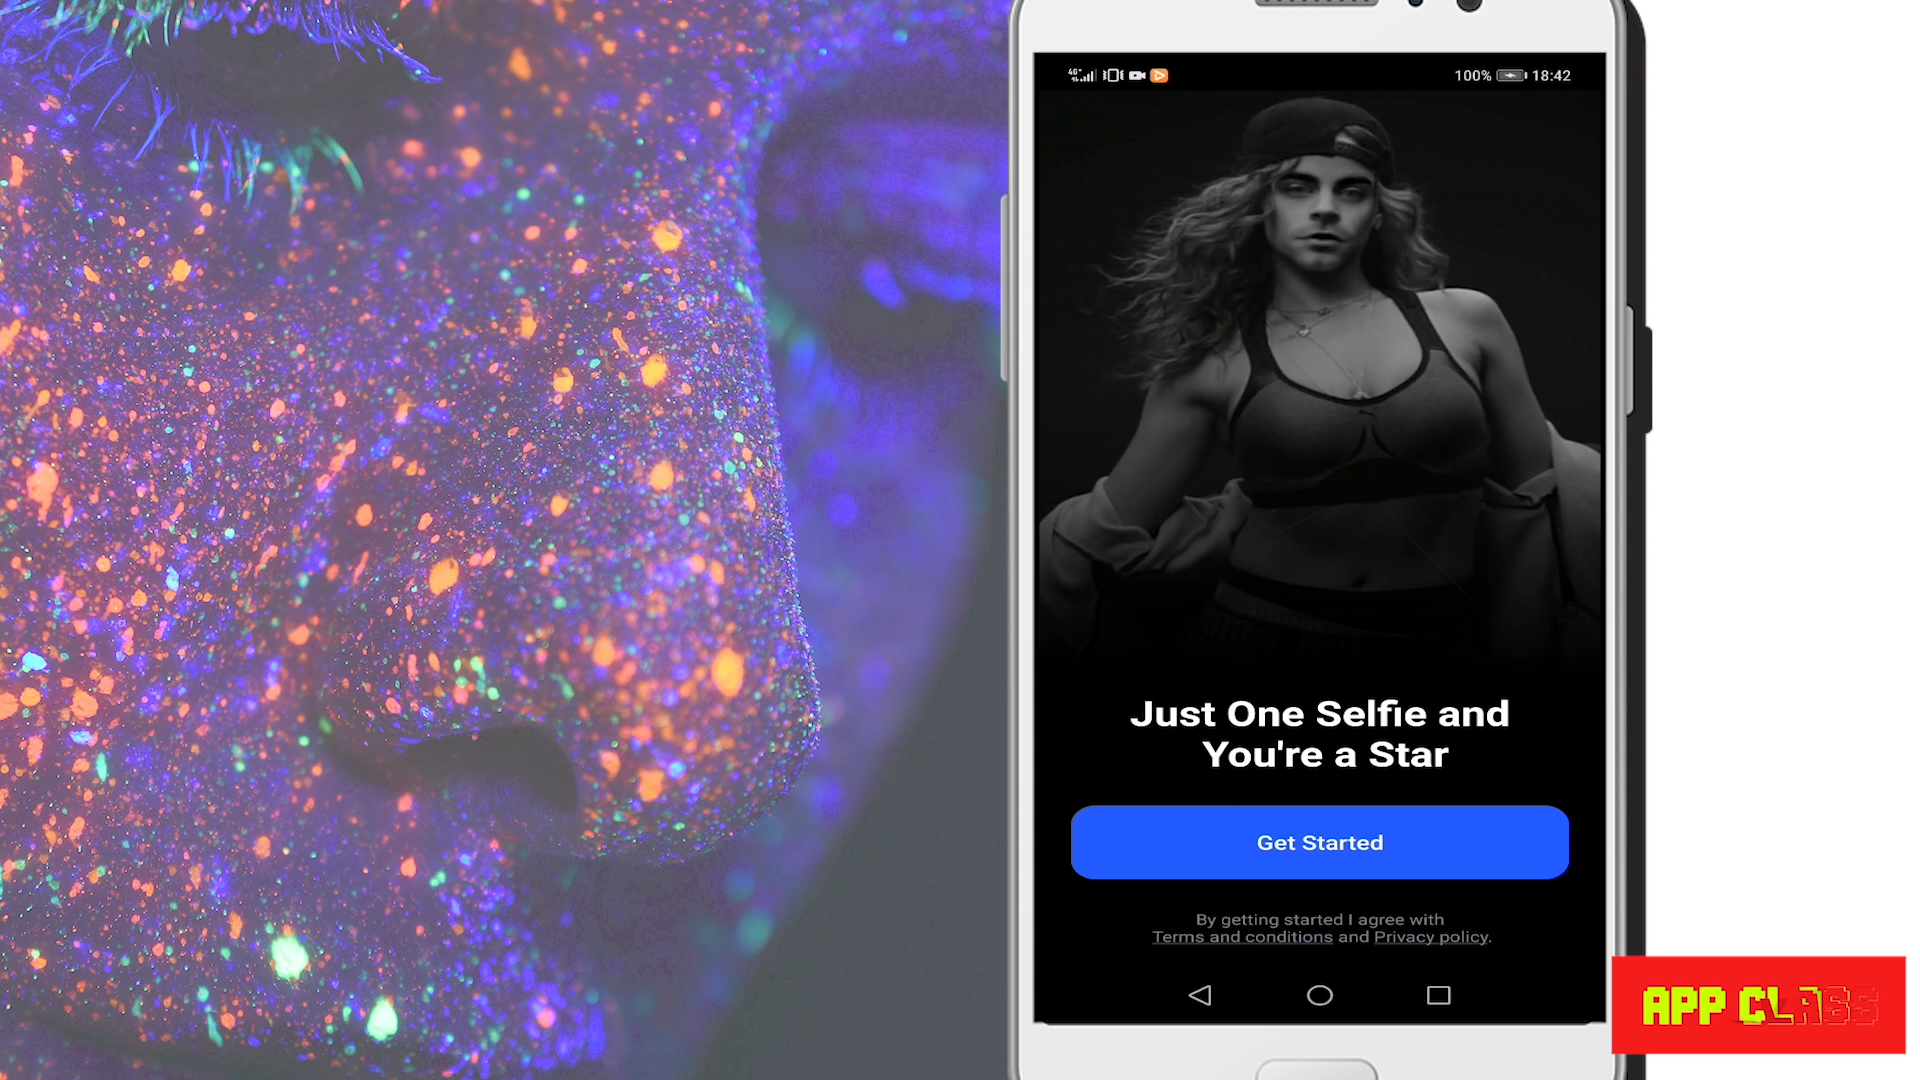 4G+
100% 18:42
Just One Selfie and
You're a Star
Get Started
By getting started I agree with
Terms and conditions and Privacy policy.
APP CLASS